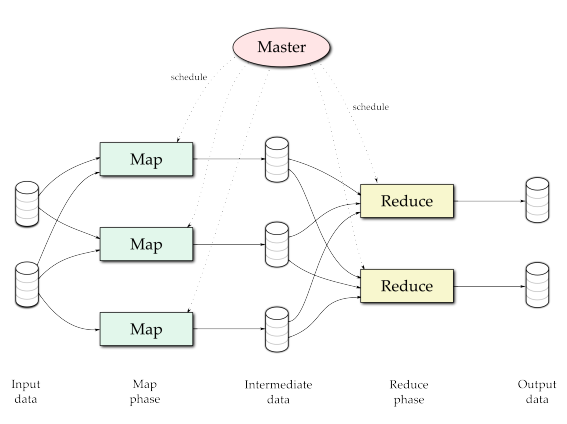 Master
schedule
schedule
Map
Reduce
Map
Reduce
Map
Input
data
Map
phase
Intermediate
data
Reduce
phase
Output
data